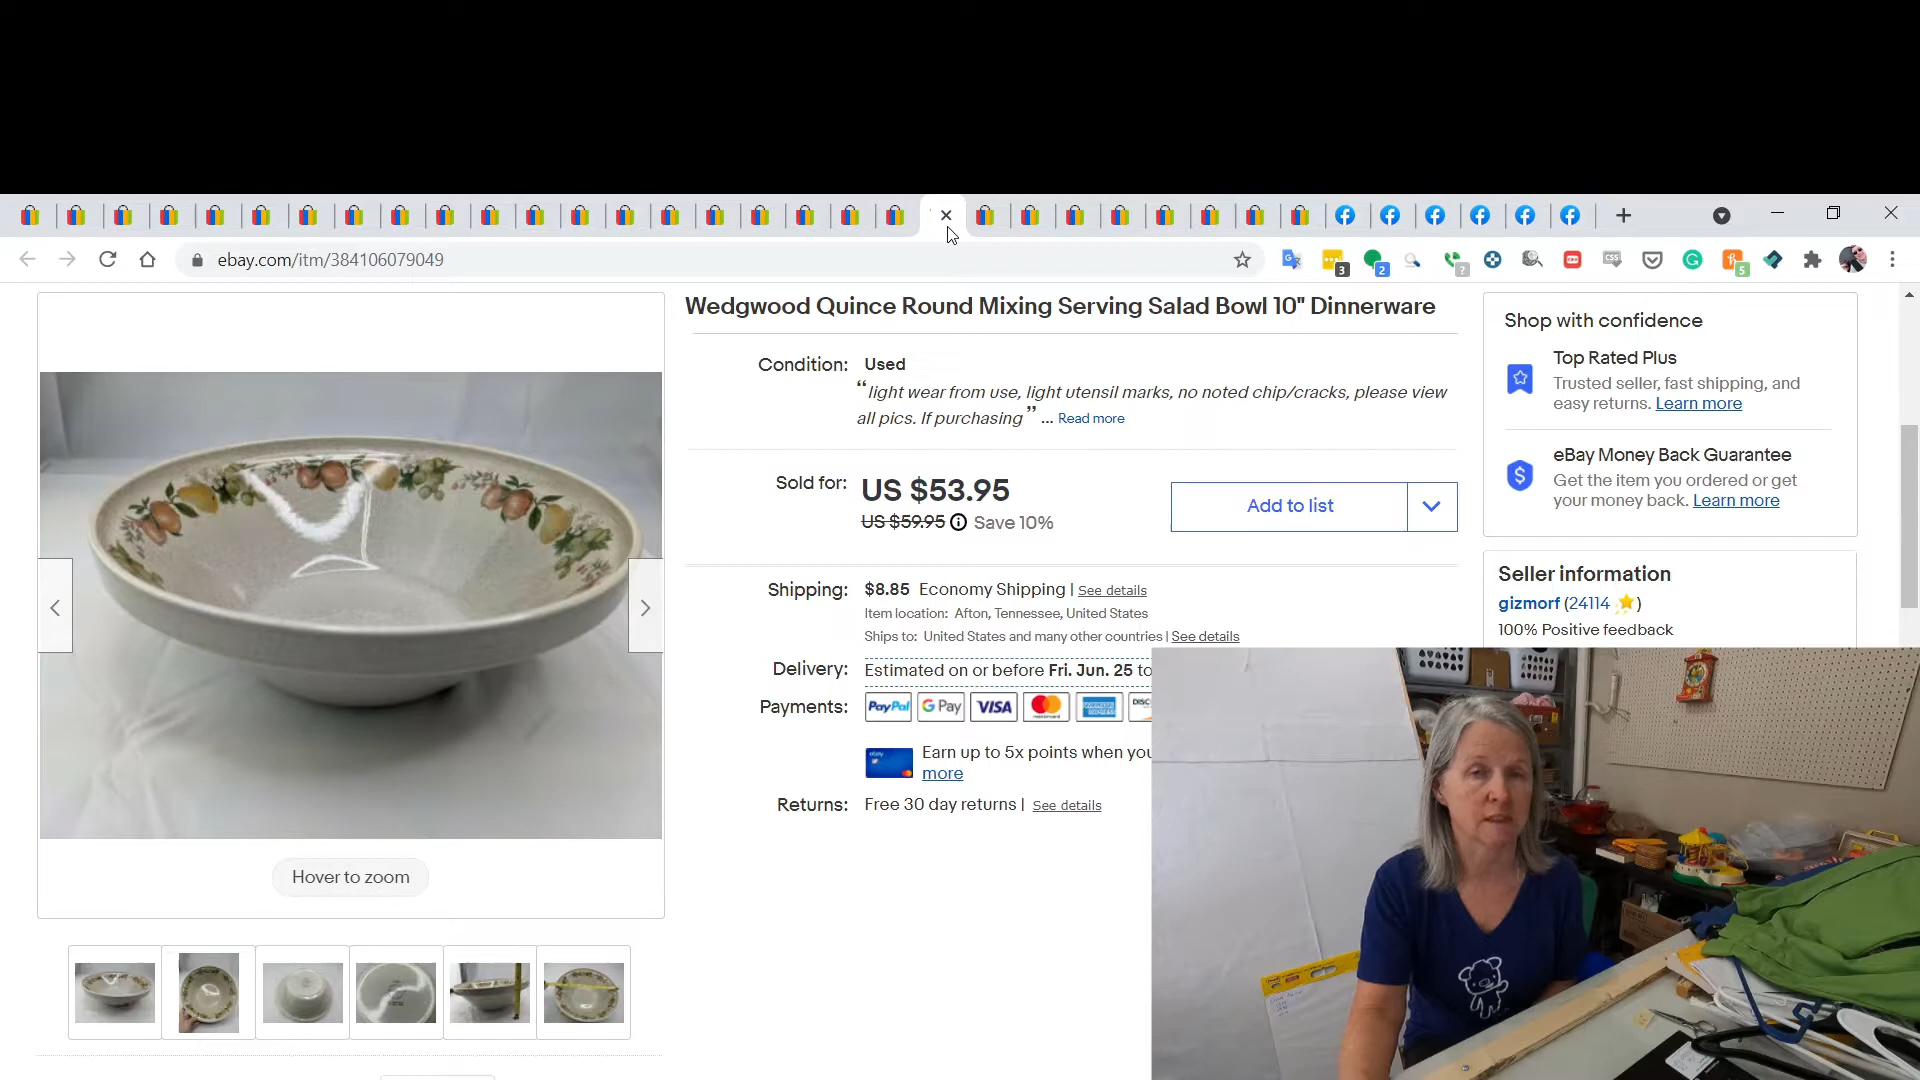 ebay.com/itm/384106079049
3
2
?
CSS
5
Wedgwood Quince Round Mixing Serving Salad Bowl 10" Dinnerware
Condition: Used
“light wear from use, light utensil marks, no noted chip/cracks, please view
all pics. If purchasing ” ... Read more
Sold for: US $53.95
US $59.95 Save 10%
Add to list
Shipping: $8.85 Economy Shipping | See details
Item location: Afton, Tennessee, United States
Ships to: United States and many other countries | See details
Delivery: Estimated on or before Fri. Jun. 25 to
Payments: PayPal G Pay VISA DISC
Earn up to 5x points when you
more
Returns: Free 30 day returns | See details
Hover to zoom
Shop with confidence
Top Rated Plus
Trusted seller, fast shipping, and
easy returns. Learn more
eBay Money Back Guarantee
Get the item you ordered or get
your money back. Learn more
Seller information
gizmorf (24114 )
100% Positive feedback